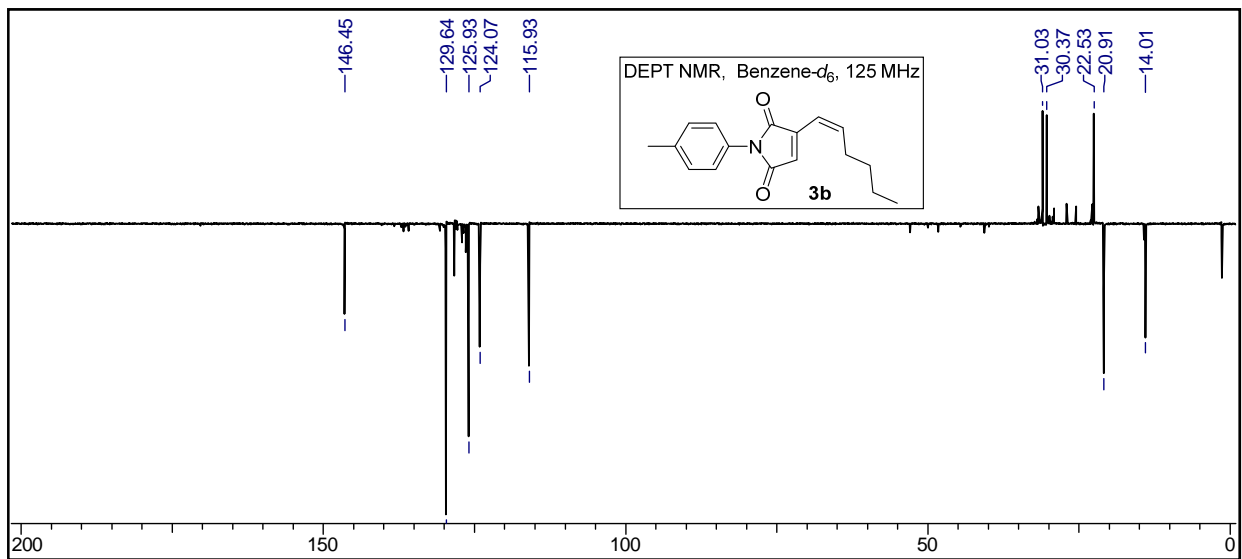 146.45
129.64
125.93
124.07
115.93
31.03
30.37
22.53
20.91
14.01
DEPT NMR, Benzene-d6, 125 MHz
O
N
O
3b
200 150 100 50 0